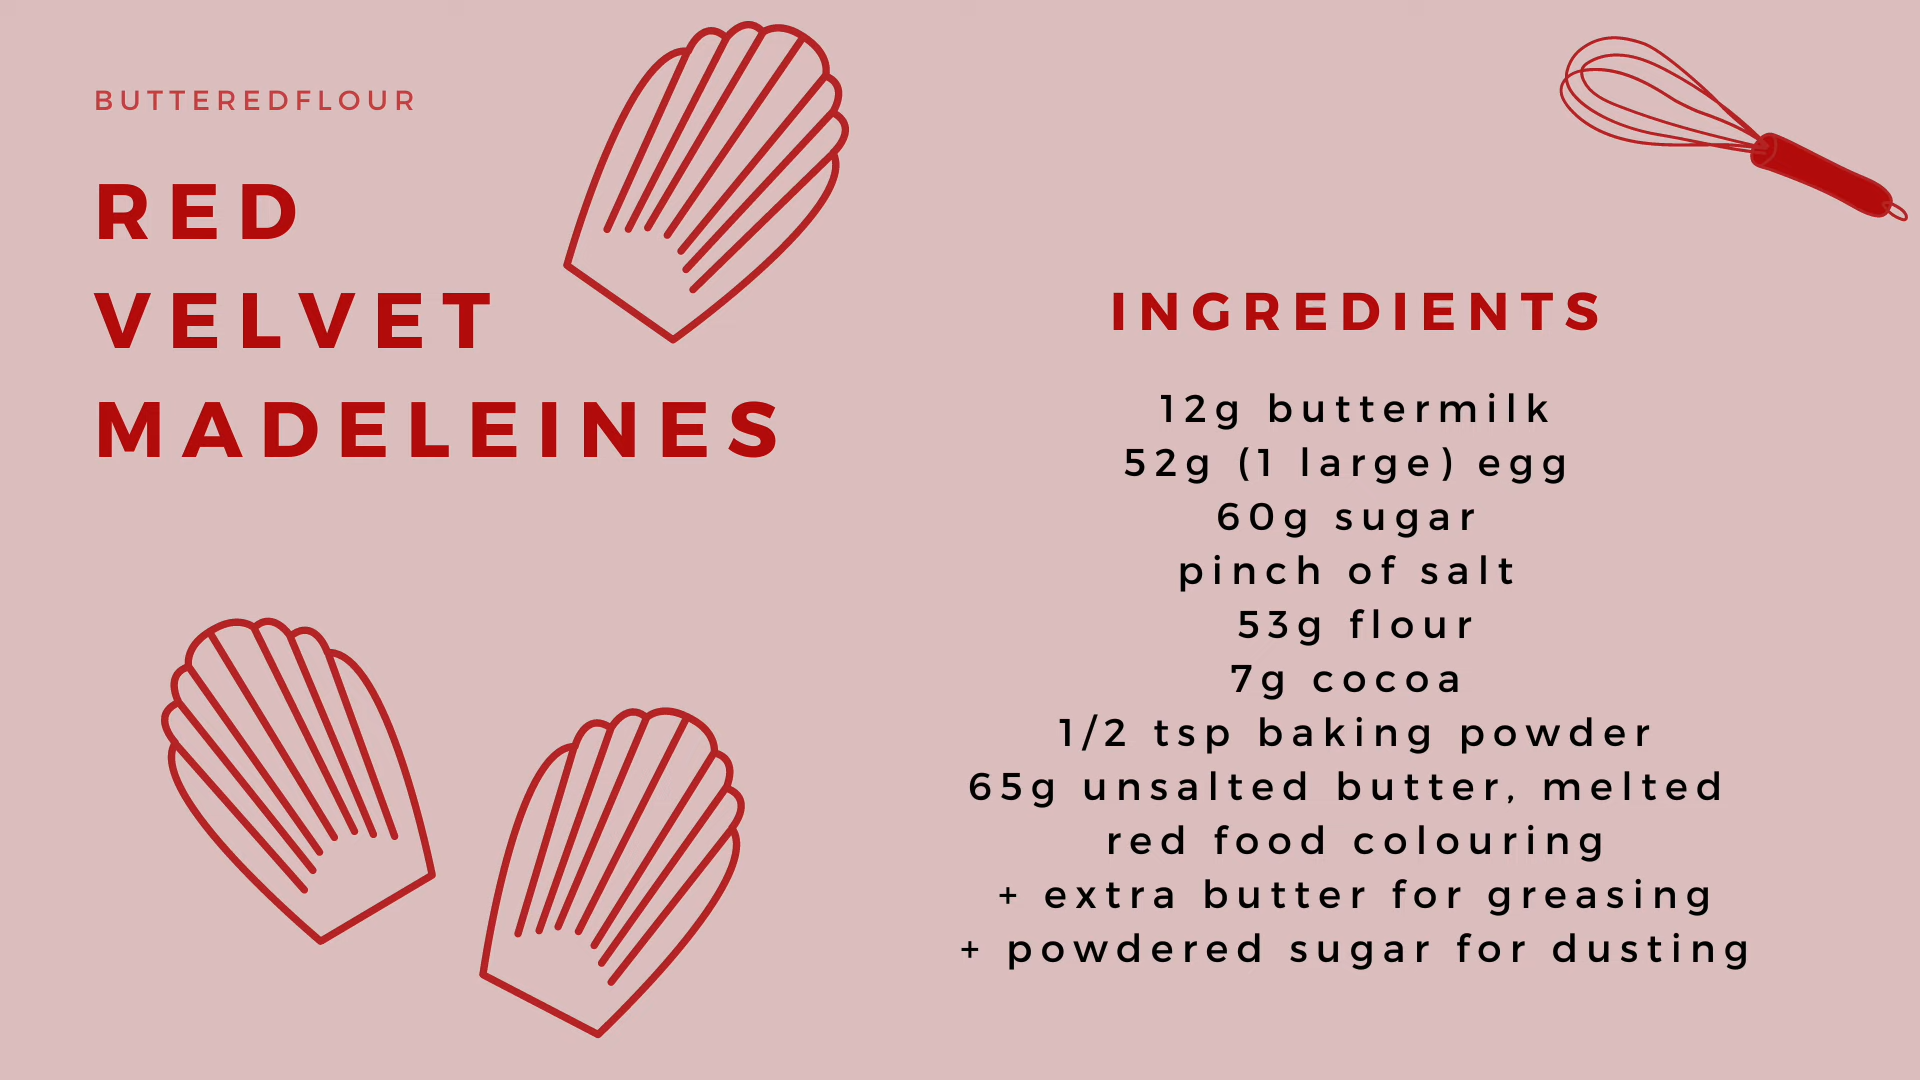 BUTTEREDFLOUR
RED
VELVET
MADELEINES
INGREDIENTS
12g buttermilk
52g (1 large) egg
60g sugar
pinch of salt
53g flour
7g cocoa
1/2 tsp baking powder
65g unsalted butter, melted
red food colouring
+ extra butter for greasing
+ powdered sugar for dusting